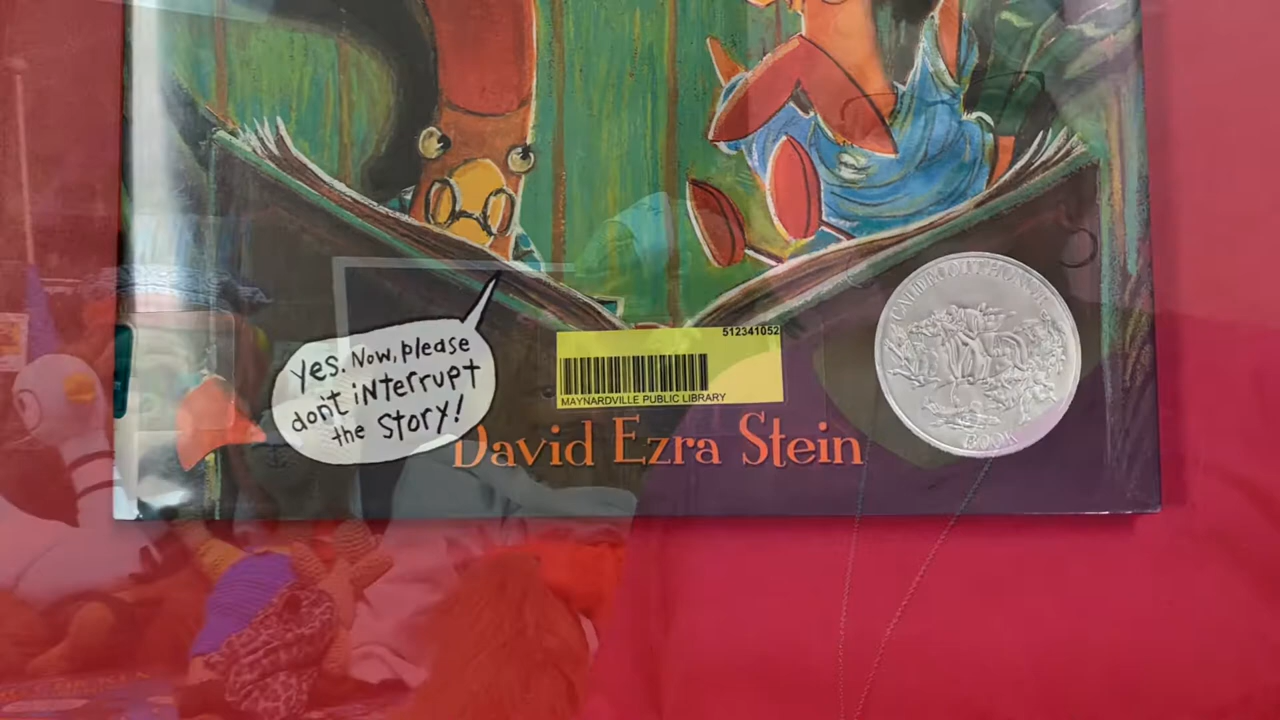 512341052
MAYNARDVILLE PUBLIC LIBRARY
yes. Now, please
don't iNterrupt
the Story!
David Ezra Stein
CALDECOTT HONOR
BOOK